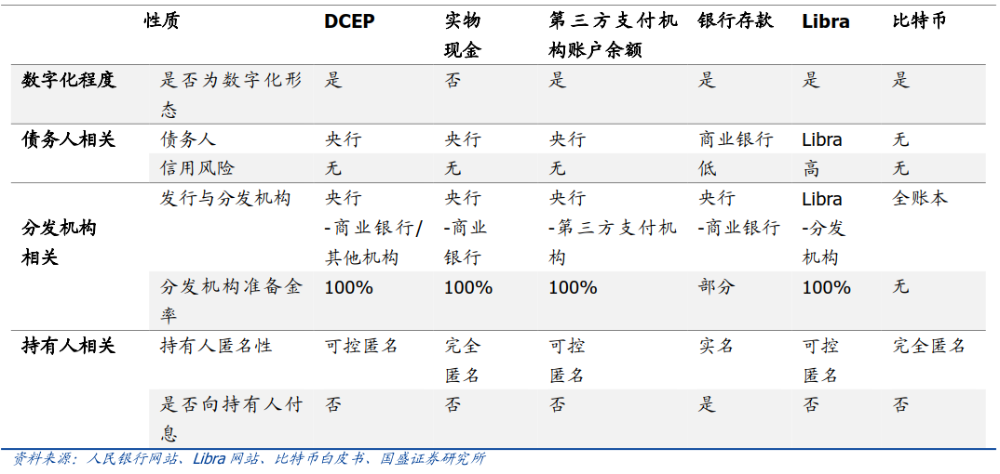 性质 DCEP 实物 第三方支付机 银行存款 Libra 比特币
现金 构账户余额
数字化程度 是否为数字化形 是 否 是 是 是 是
态
债务人相关 债务人 央行 央行 央行 商业银行 Libra 无
信用风险 无 无 无 低 高 无
发行与分发机构 央行 央行 央行 央行 Libra 全账本
分发机构 -商业银行/ -商业 -第三方支付机 -商业银行 -分发
相关 其他机构 银行 构 机构
分发机构准备金 100% 100% 100% 部分 100% 无
率
持有人相关 持有人匿名性 可控匿名 完全 可控 实名 可控 完全匿名
匿名 匿名 匿名
是否向持有人付 否 否 否 是 否 否
息
资料来源：人民银行网站、Libra 网站、比特币白皮书、国盛证券研究所